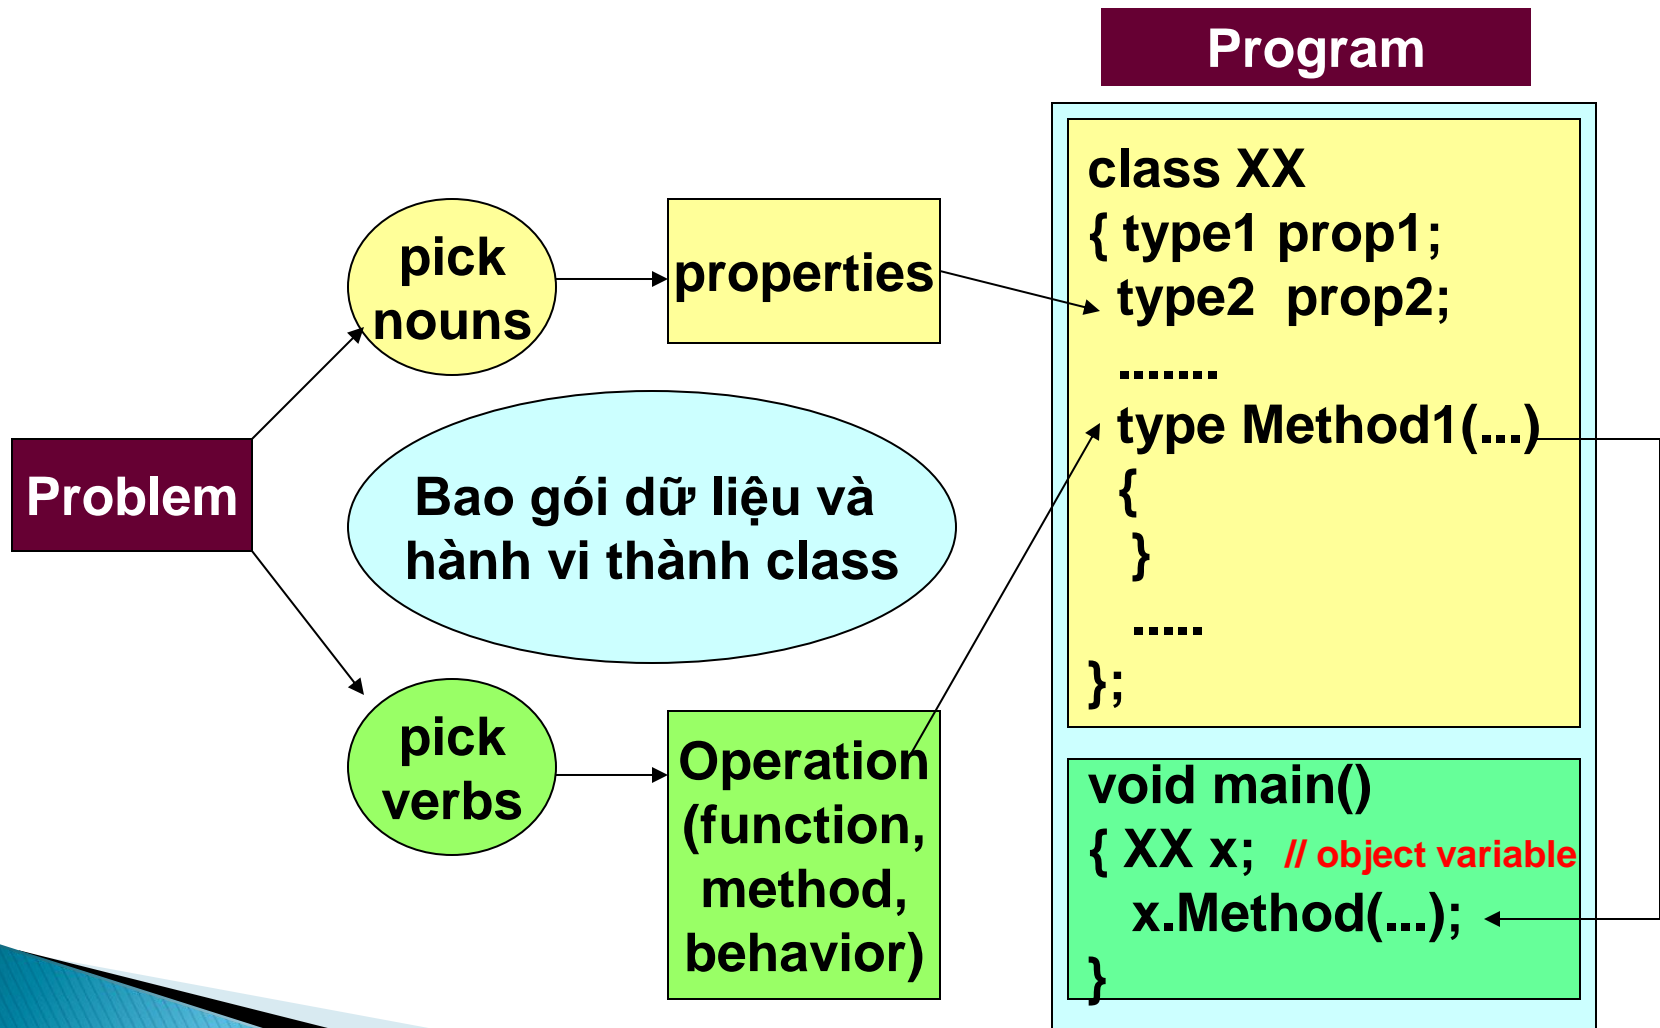 Program
pick
nouns
properties
Problem
Bao gói dữ liệu và
hành vi thành class
pick
verbs
Operation
(function,
method,
behavior)
class XX
{ type1 prop1;
type2 prop2;
.......
type Method1(...)
{
}
.....
};
void main()
{ XX x; // object variable
x.Method(...);
}